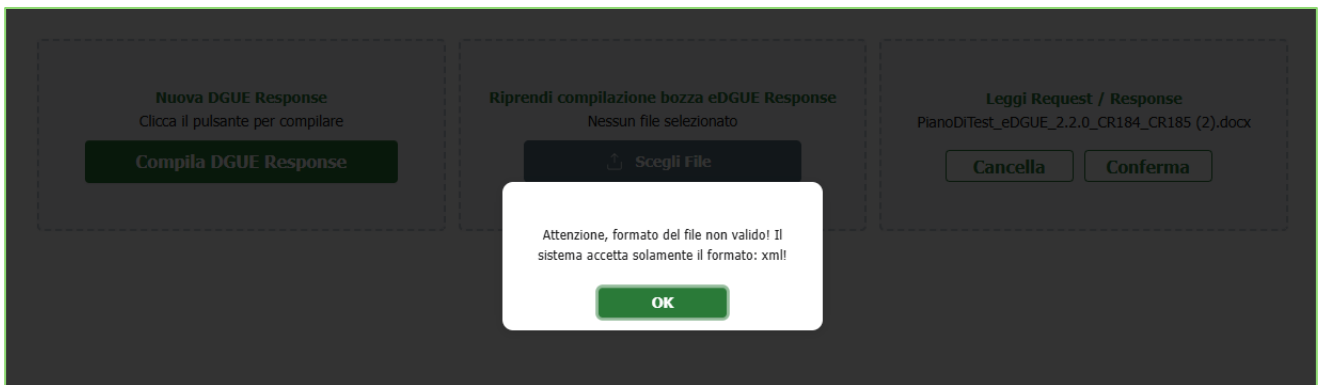 Nuova DGUE Response
Clicca il pulsante per compilare
Compila DGUE Response
Riprendi compilazione bozza eDGUE Response
Nessun file selezionato
Scegli File
Leggi Request / Response
PianoDiTest_eDGUE_2.2.0_CR184_CR185 (2).docx
Cancella Conferma
Attenzione, formato del file non valido! Il
sistema accetta solamente il formato: xml!
OK